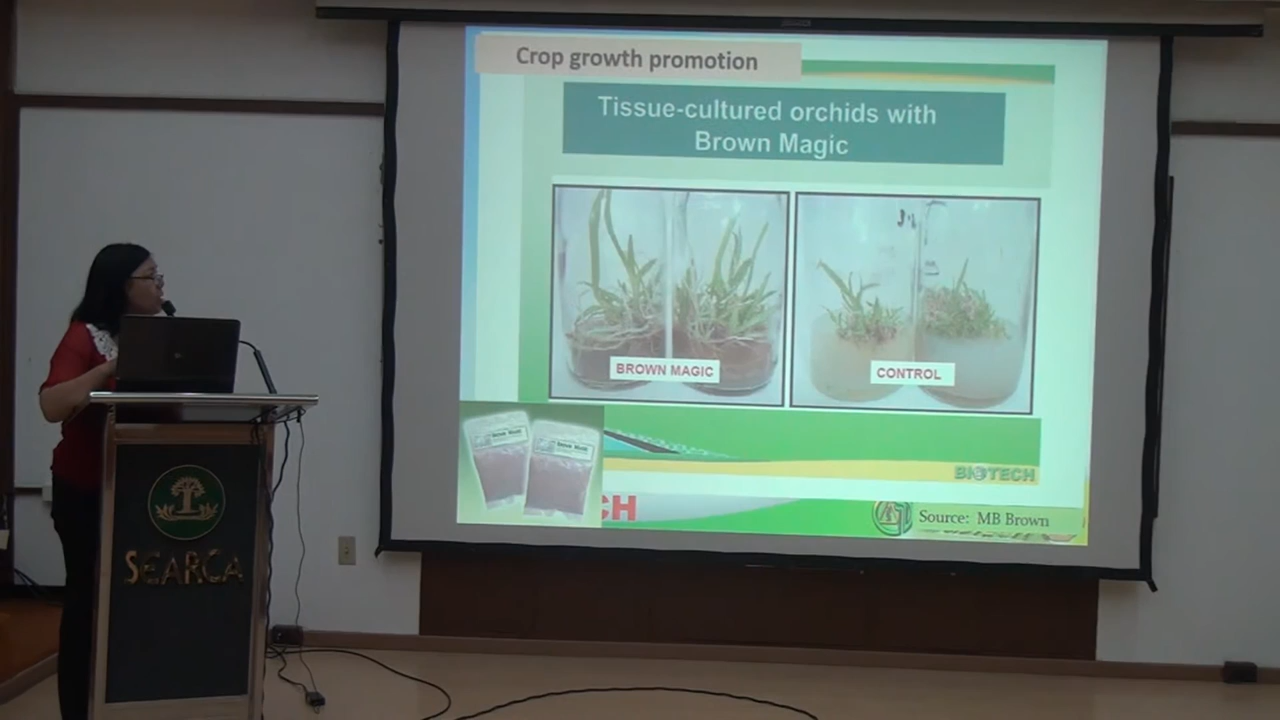 Crop growth promotion
Tissue-cultured orchids with
Brown Magic
BROWN MAGIC
CONTROL
BIOTECH
CH
Source: MB Brown
SEARCA